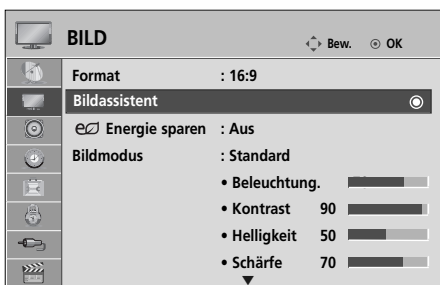 BILD Bew. OK
Format : 16:9
Bildassistent
Energie sparen : Aus
Bildmodus : Standard
• Beleuchtung.
• Kontrast 90
• Helligkeit 50
• Schärfe 70